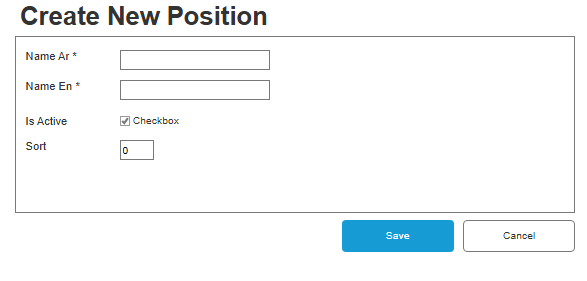 Create New Position
Name Ar *
Name En *
Is Active Checkbox
Sort 0
Save Cancel